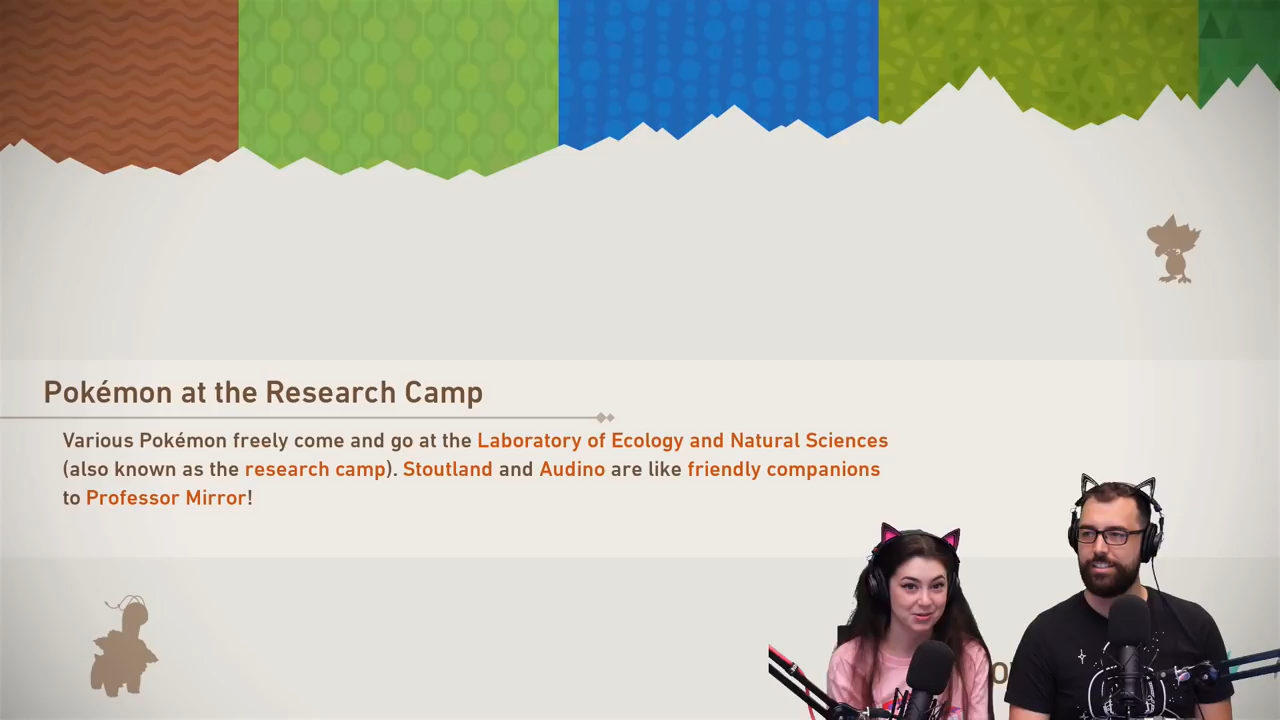 Pokémon at the Research Camp
Various Pokémon freely come and go at the Laboratory of Ecology and Natural Sciences
(also known as the research camp). Stoutland and Audino are like friendly companions
to Professor Mirror!